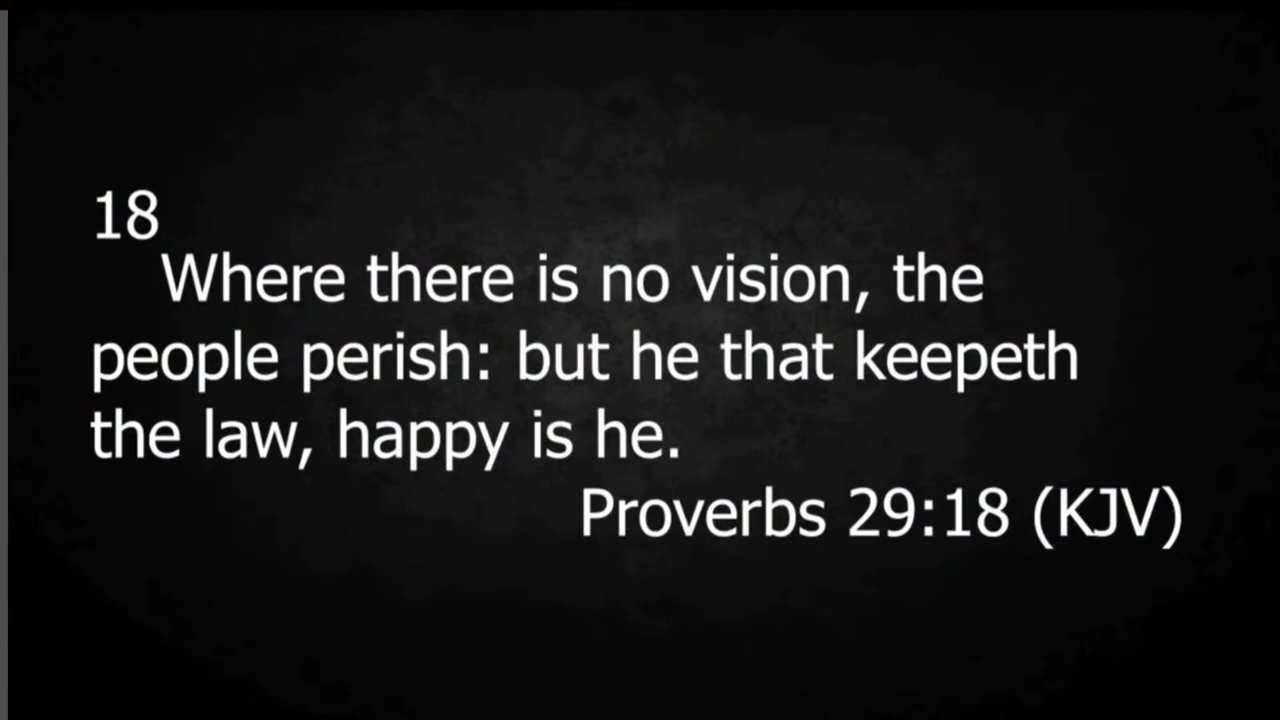 18
Where there is no vision, the
people perish: but he that keepeth
the law, happy is he.
Proverbs 29:18 (KJV)